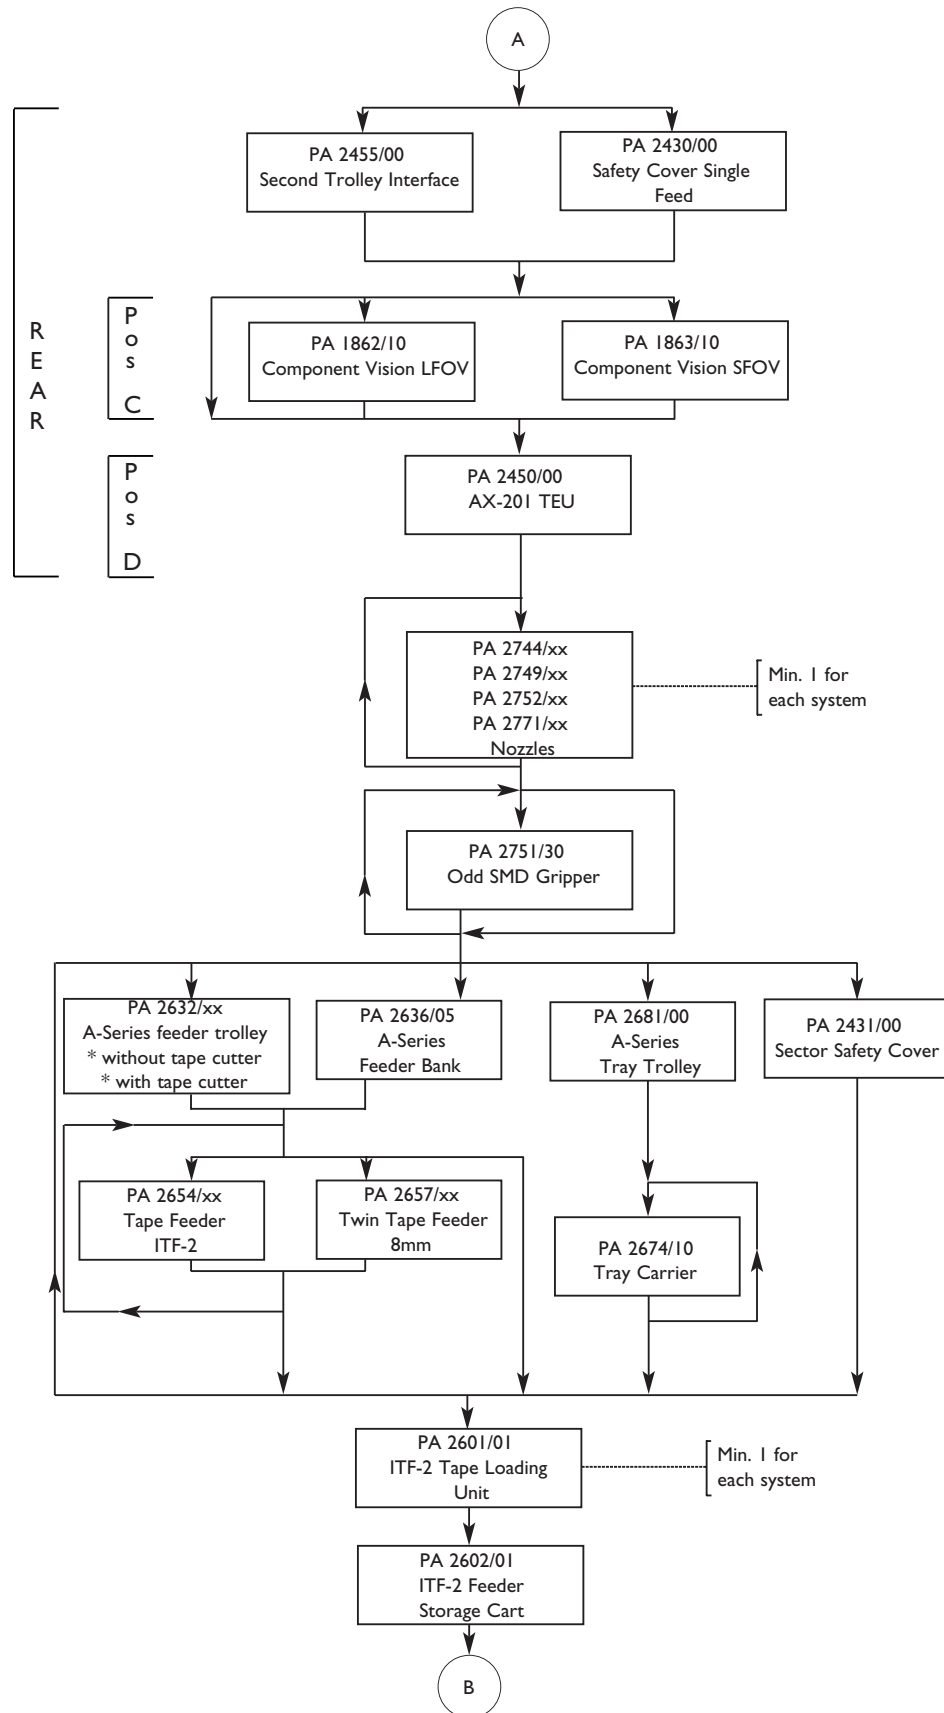 A
PA 2455/00
Second Trolley Interface
PA 2430/00
Safety Cover Single
Feed
R
E
A
R
P
o
s
C
PA 1862/10
Component Vision LFOV
PA 1863/10
Component Vision SFOV
P
o
s
D
PA 2450/00
AX-201 TEU
PA 2744/xx
PA 2749/xx
PA 2752/xx
PA 2771/xx
Nozzles
Min. 1 for
each system
PA 2751/30
Odd SMD Gripper
PA 2632/xx
A-Series feeder trolley
* without tape cutter
* with tape cutter
PA 2636/05
A-Series
Feeder Bank
PA 2681/00
A-Series
Tray Trolley
PA 2431/00
Sector Safety Cover
PA 2654/xx
Tape Feeder
ITF-2
PA 2657/xx
Twin Tape Feeder
8mm
PA 2674/10
Tray Carrier
PA 2601/01
ITF-2 Tape Loading
Unit
Min. 1 for
each system
PA 2602/01
ITF-2 Feeder
Storage Cart
B